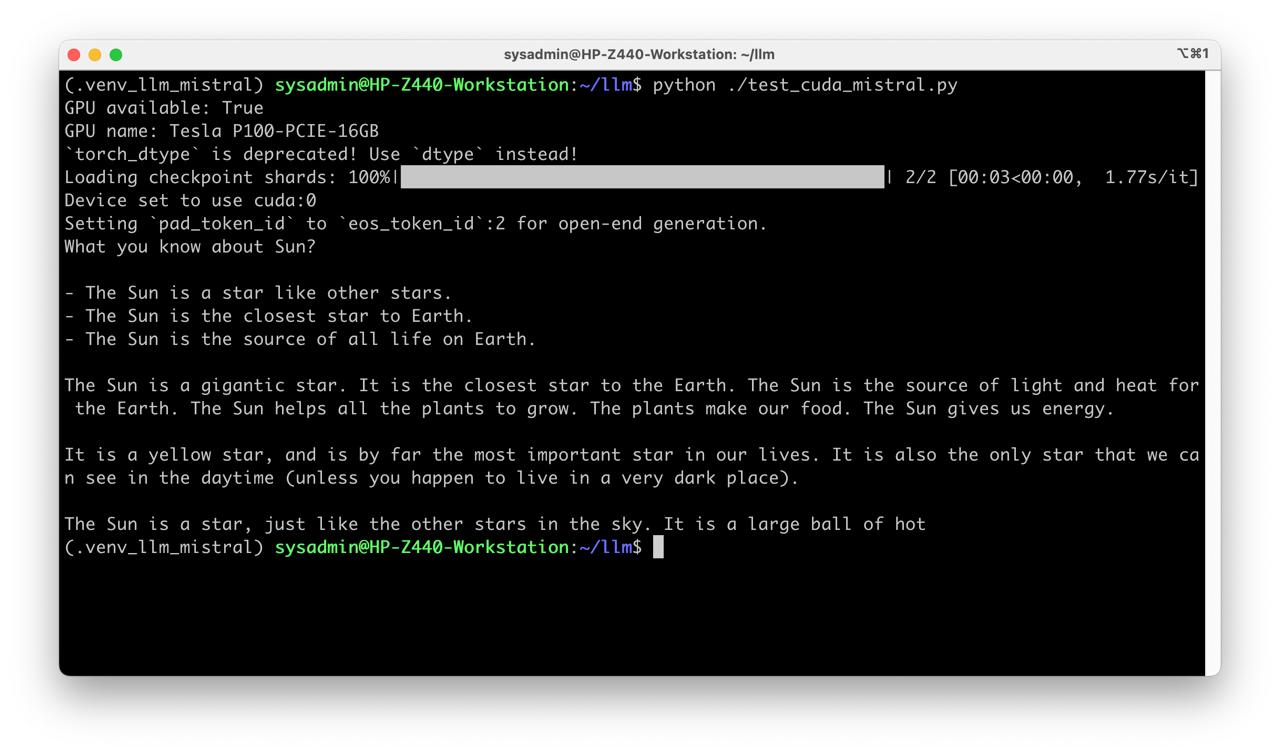 sysadmin@HP-Z440-Workstation: ~/llm
⌥⌘1
(.venv_llm_mistral) sysadmin@HP-Z440-Workstation:~/llm$ python ./test_cuda_mistral.py
GPU available: True
GPU name: Tesla P100-PCIE-16GB
`torch_dtype` is deprecated! Use `dtype` instead!
Loading checkpoint shards: 100%|██████████| 2/2 [00:03<00:00,  1.77s/it]
Device set to use cuda:0
Setting `pad_token_id` to `eos_token_id`:2 for open-end generation.
What you know about Sun?

- The Sun is a star like other stars.
- The Sun is the closest star to Earth.
- The Sun is the source of all life on Earth.

The Sun is a gigantic star. It is the closest star to the Earth. The Sun is the source of light and heat for
 the Earth. The Sun helps all the plants to grow. The plants make our food. The Sun gives us energy.

It is a yellow star, and is by far the most important star in our lives. It is also the only star that we ca
n see in the daytime (unless you happen to live in a very dark place).

The Sun is a star, just like the other stars in the sky. It is a large ball of hot
(.venv_llm_mistral) sysadmin@HP-Z440-Workstation:~/llm$